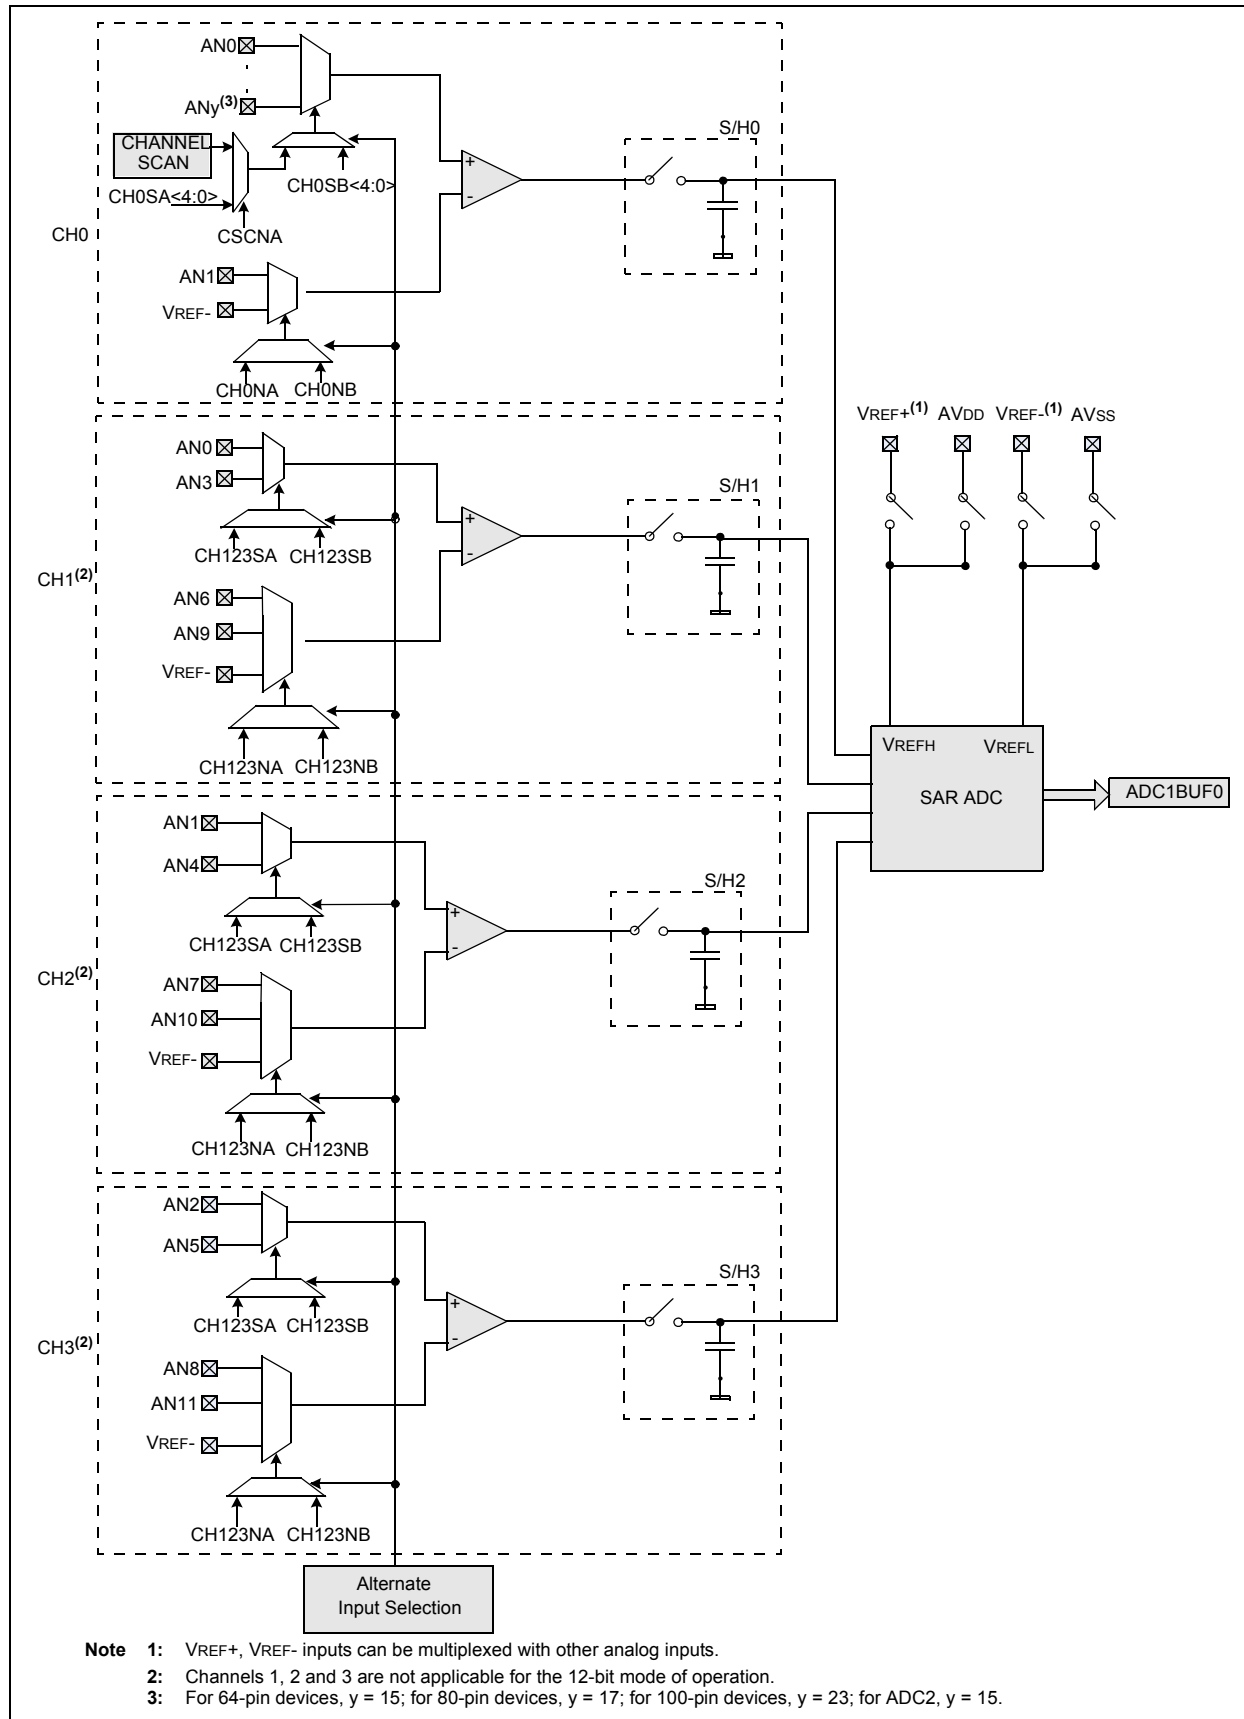 AN0
ANy(3)
CHANNEL
SCAN
CH0SA<4:0>
CH0SB<4:0>
CSCNA
CH0
AN1
VREF-
CH0NA
CH0NB
+
-
S/H0
AN0
AN3
CH123SA
CH123SB
CH1(2)
AN6
AN9
VREF-
CH123NA
CH123NB
+
-
S/H1
VREF+(1)
AVDD
VREF-(1)
AVSS
VREFH
VREFL
SAR ADC
ADC1BUF0
AN1
AN4
CH123SA
CH123SB
CH2(2)
AN7
AN10
VREF-
CH123NA
CH123NB
+
-
S/H2
AN2
AN5
CH123SA
CH123SB
CH3(2)
AN8
AN11
VREF-
CH123NA
CH123NB
+
-
S/H3
Alternate
Input Selection
Note 1: VREF+, VREF- inputs can be multiplexed with other analog inputs.
2: Channels 1, 2 and 3 are not applicable for the 12-bit mode of operation.
3: For 64-pin devices, y = 15; for 80-pin devices, y = 17; for 100-pin devices, y = 23; for ADC2, y = 15.